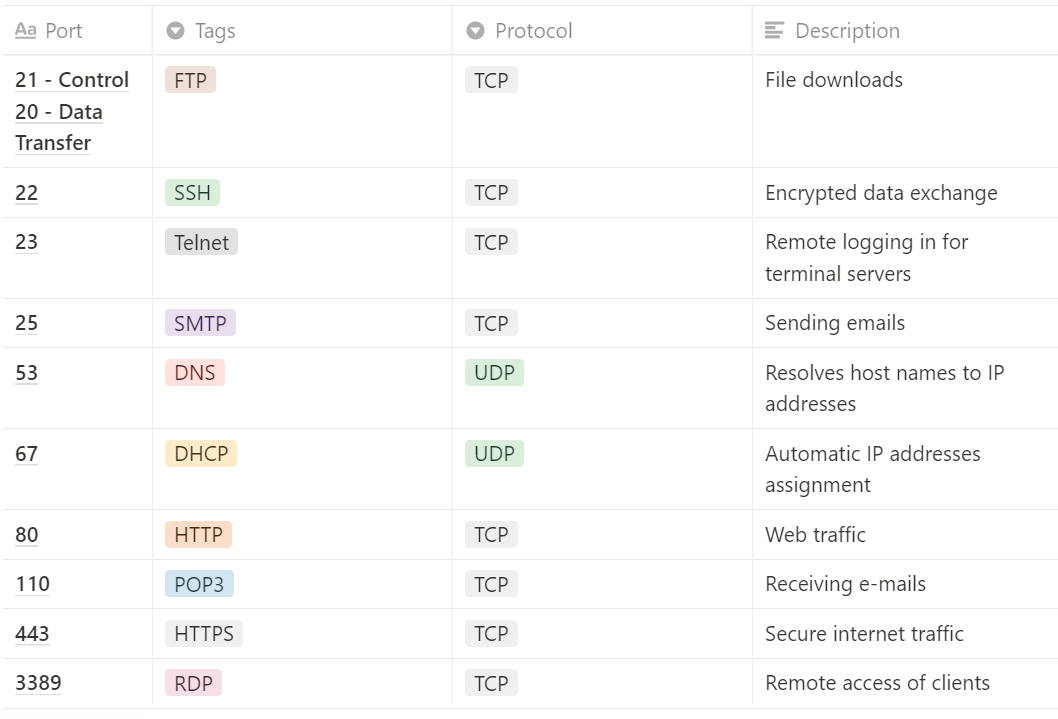 Aa Port Tags Protocol Description
21 - Control FTP TCP File downloads
20 - Data
Transfer
22 SSH TCP Encrypted data exchange
23 Telnet TCP Remote logging in for
terminal servers
25 SMTP TCP Sending emails
53 DNS UDP Resolves host names to IP
addresses
67 DHCP UDP Automatic IP addresses
assignment
80 HTTP TCP Web traffic
110 POP3 TCP Receiving e-mails
443 HTTPS TCP Secure internet traffic
3389 RDP TCP Remote access of clients